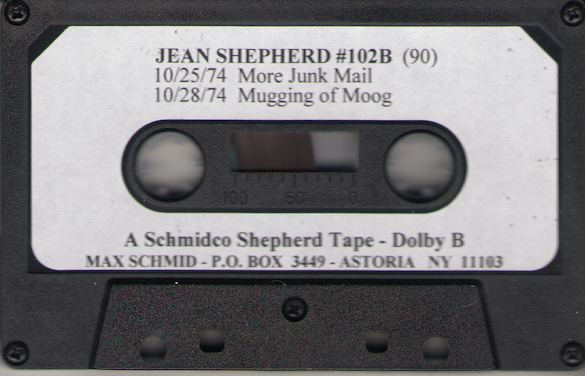 JEAN SHEPHERD #102B (90)
10/25/74 More Junk Mail
10/28/74 Mugging of Moog
100 50 0
A Schmidco Shepherd Tape - Dolby B
MAX SCHMID - P.O. BOX 3449 - ASTORIA NY 11103